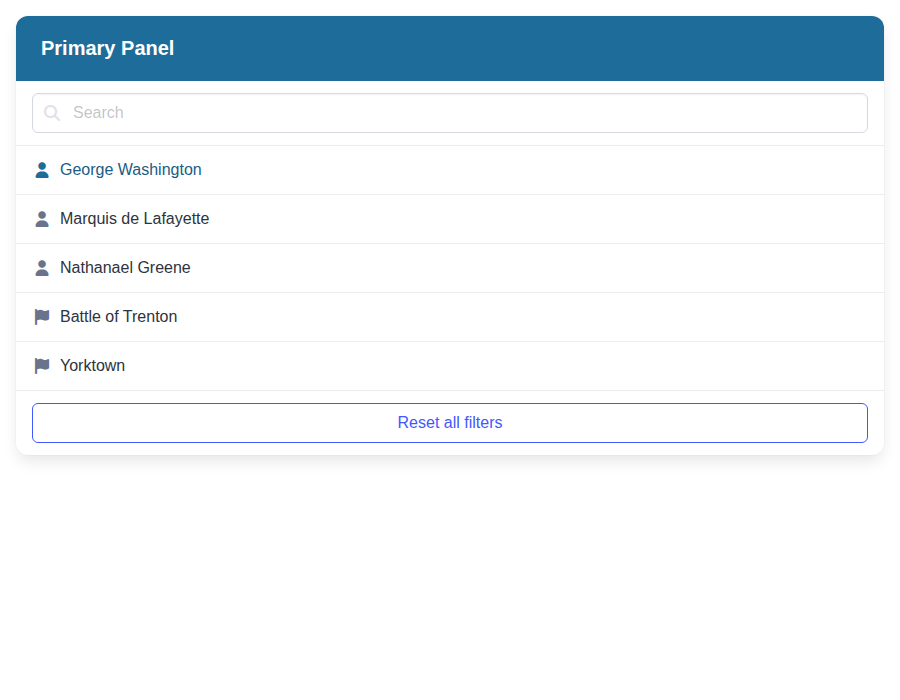 Primary Panel
Search
George Washington
Marquis de Lafayette
Nathanael Greene
Battle of Trenton
Yorktown
Reset all filters